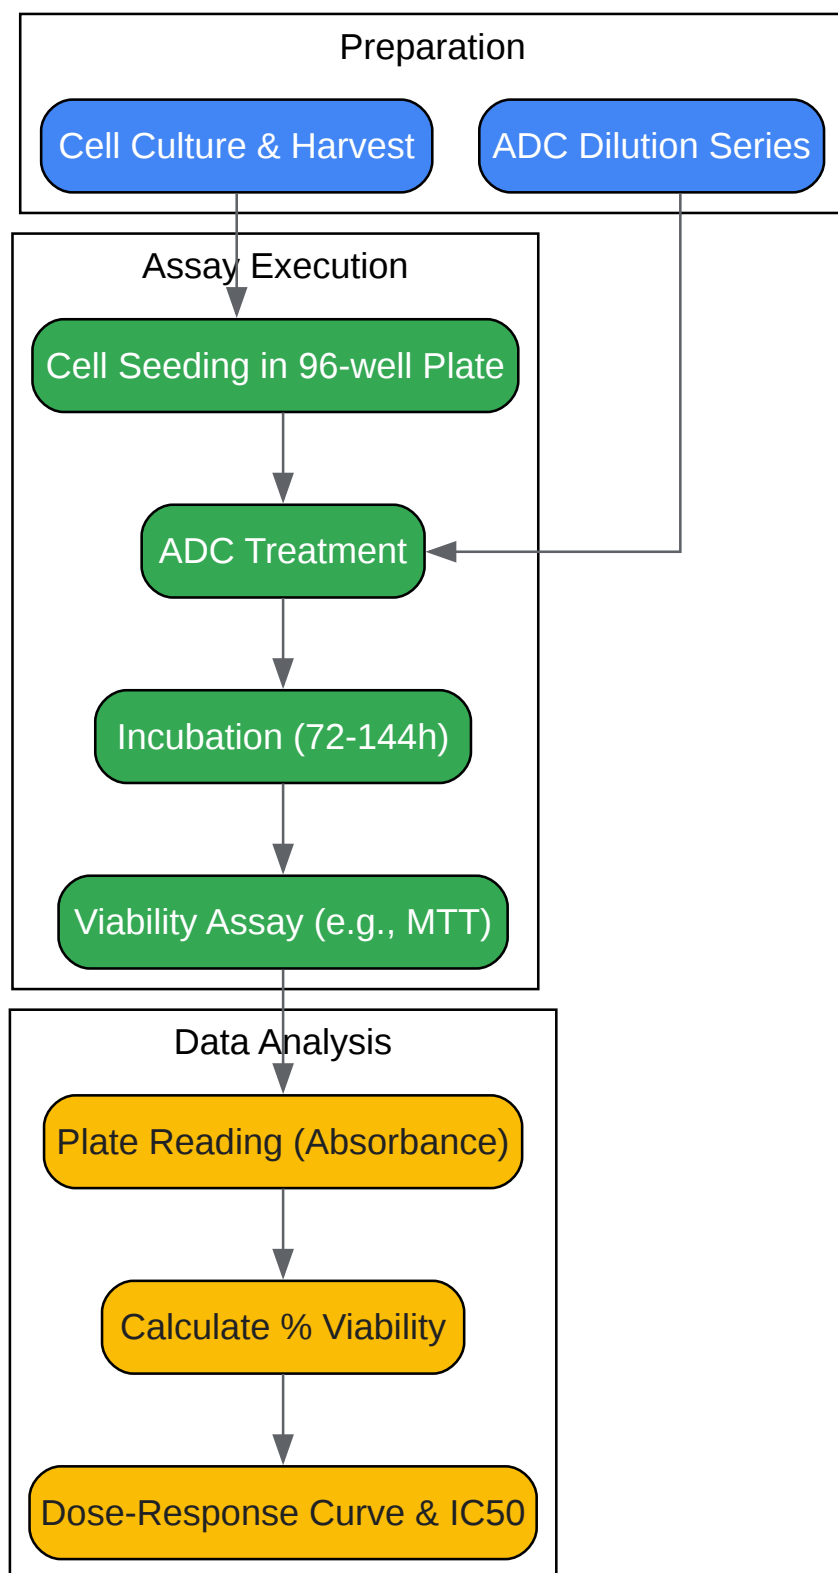 Preparation
Cell Culture & Harvest
ADC Dilution Series
Assay Execution
Cell Seeding in 96-well Plate
ADC Treatment
Incubation (72-144h)
Viability Assay (e.g., MTT)
Data Analysis
Plate Reading (Absorbance)
Calculate % Viability
Dose-Response Curve & IC50